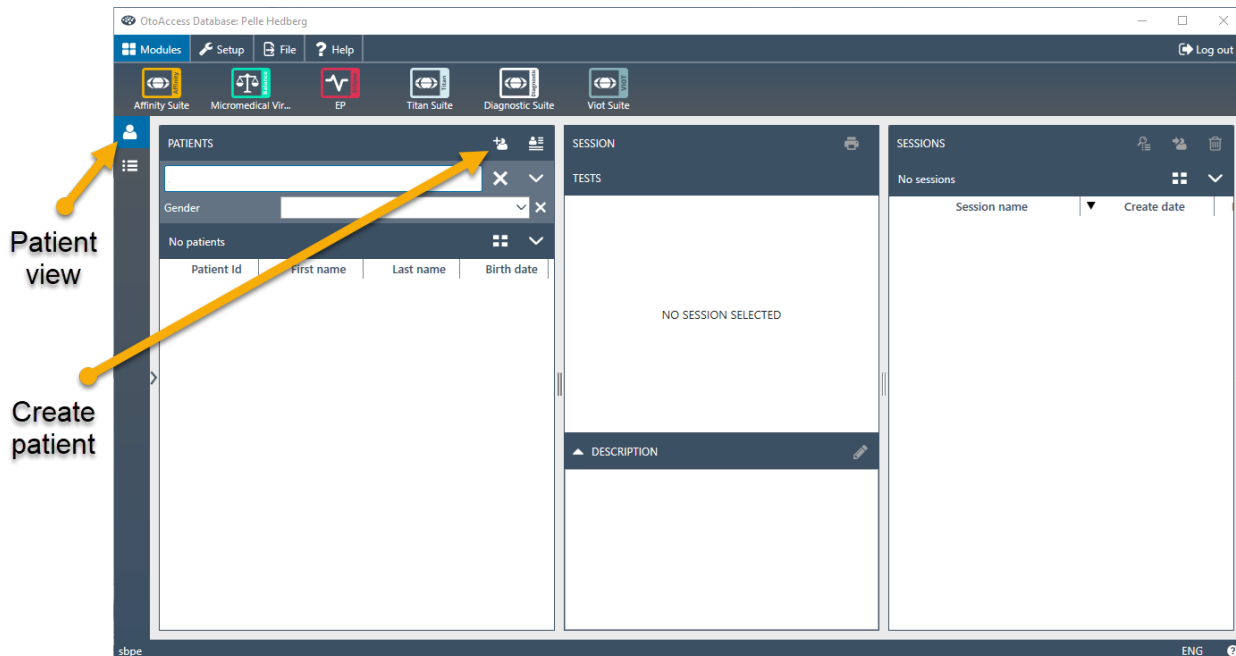 OtoAccess Database: Pelle Hedberg
Modules Setup File ? Help Log out
Affinity Suite Micromedical Vir... EP Titan Suite Diagnostic Suite Viot Suite
PATIENTS
Gender
No patients
Patient Id First name Last name Birth date
SESSION
TESTS
NO SESSION SELECTED
DESCRIPTION
SESSIONS
No sessions
Session name Create date
Patient
view
Create
patient
sbpe ENG